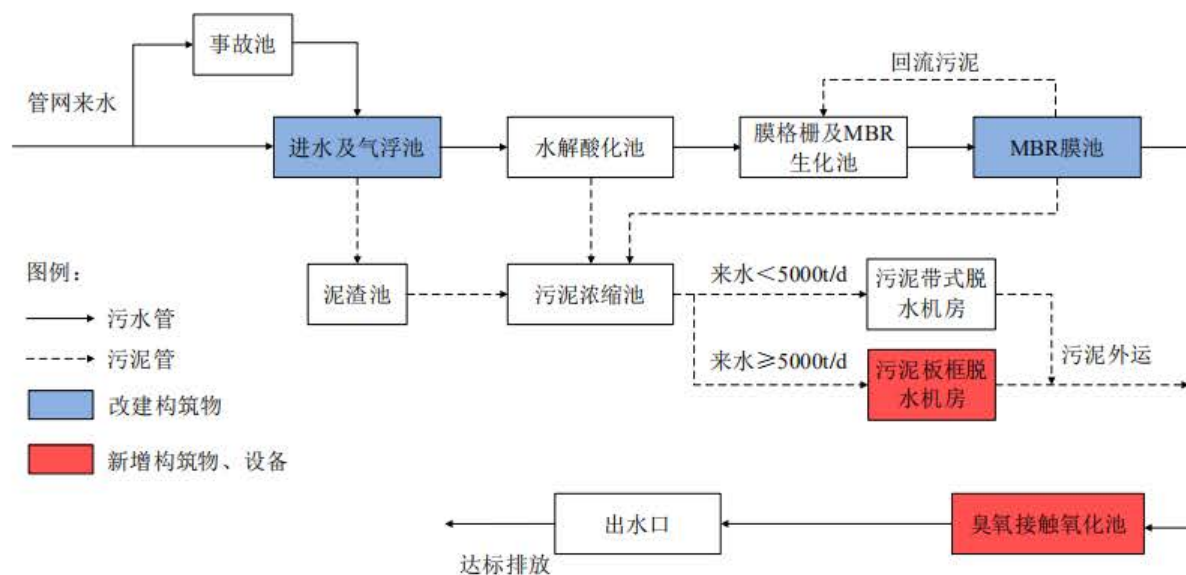 事故池
回流污泥
管网来水
进水及气浮池
水解酸化池
膜格栅及MBR
生化池
MBR膜池
图例：
泥渣池
污泥浓缩池
来水＜5000t/d
污泥带式脱
水机房
污水管
污泥管
来水≥5000t/d
污泥板框脱
水机房
污泥外运
改建构筑物
新增构筑物、设备
出水口
臭氧接触氧化池
达标排放